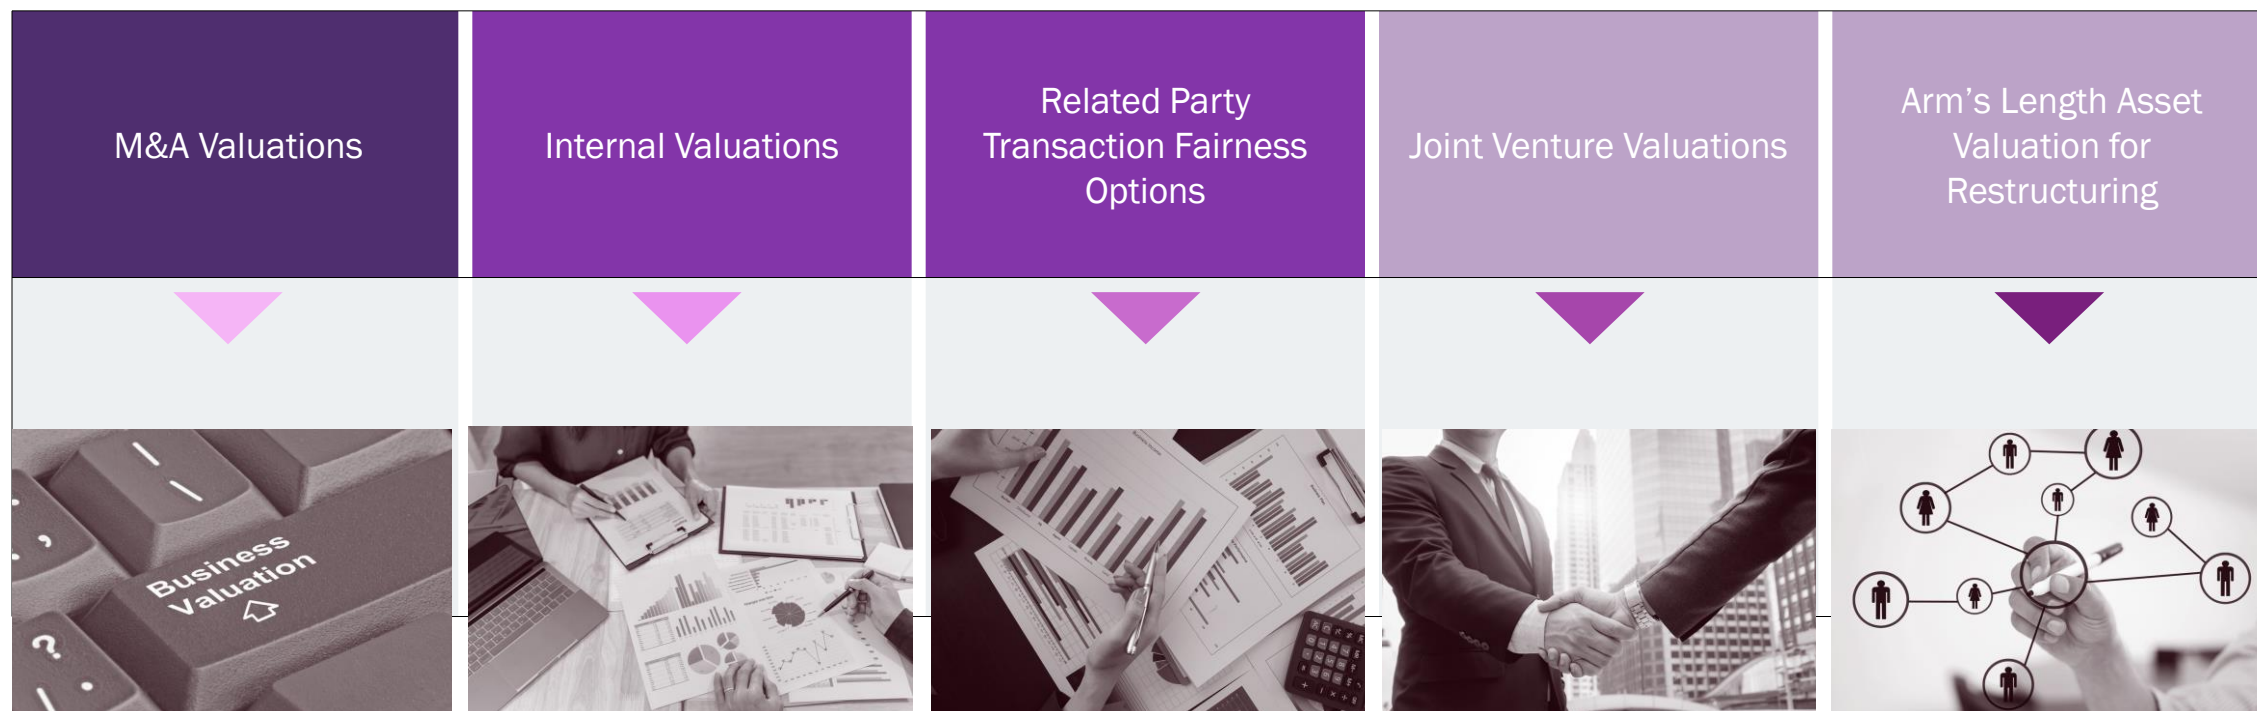 M&A Valuations
Internal Valuations
Related Party
Transaction Fairness
Options
Joint Venture Valuations
Arm’s Length Asset
Valuation for
Restructuring
Business
Valuation